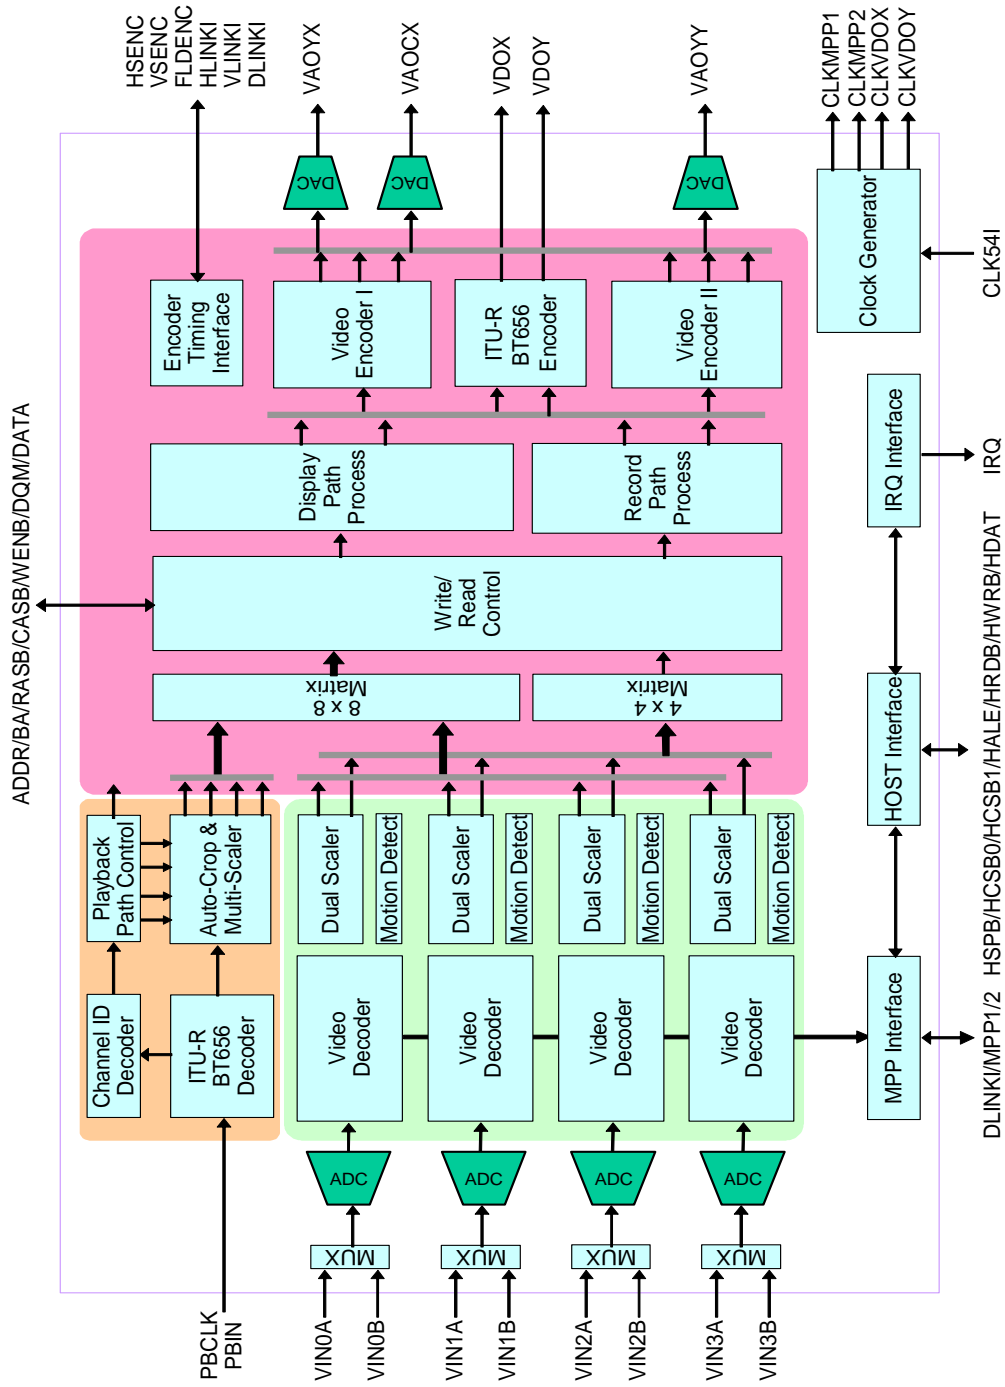 ADDR/BA/RASB/CASB/WENB/DQM/DATA
HSENC
VSENC
FLDENC
HLINKI
VLINKI
DLINKI
PBCLK
PBIN
Channel ID
Decoder
Playback
Path Control
ITU-R
BT656
Decoder
Auto-Crop &
Multi-Scaler
8 x 8
Matrix
4 x 4
Matrix
Write/
Read
Control
Display
Path
Process
Record
Path
Process
Encoder
Timing
Interface
Video
Encoder I
ITU-R
BT656
Encoder
Video
Encoder II
DAC
DAC
DAC
VAOYX
VAOCX
VDOX
VDOY
VAOYY
VIN0A
VIN0B
MUX
ADC
Video
Decoder
Dual Scaler
Motion Detect
VIN1A
VIN1B
MUX
ADC
Video
Decoder
Dual Scaler
Motion Detect
VIN2A
VIN2B
MUX
ADC
Video
Decoder
Dual Scaler
Motion Detect
VIN3A
VIN3B
MUX
ADC
Video
Decoder
Dual Scaler
Motion Detect
MPP Interface
HOST Interface
IRQ Interface
Clock Generator
CLKMPP1
CLKMPP2
CLKVDOX
CLKVDOY
DLINKI/MPP1/2
HSPB/HCSB0/HCSB1/HALE/HRDB/HWRB/HDAT
IRQ
CLK54I